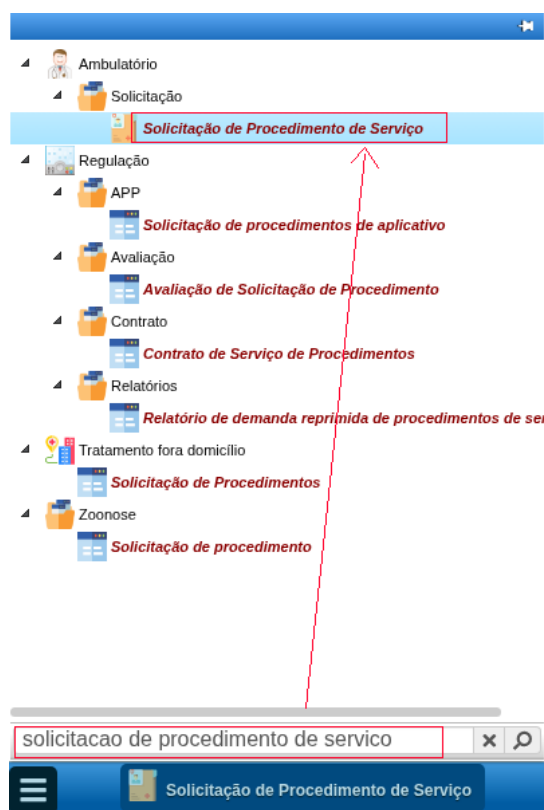 Ambulatório
Solicitação
Solicitação de Procedimento de Serviço
Regulação
APP
Solicitação de procedimentos de aplicativo
Avaliação
Avaliação de Solicitação de Procedimento
Contrato
Contrato de Serviço de Procedimentos
Relatórios
Relatório de demanda reprimida de procedimentos de ser
Tratamento fora domicílio
Solicitação de Procedimentos
Zoonose
Solicitação de procedimento
solicitacao de procedimento de servico
Solicitação de Procedimento de Serviço